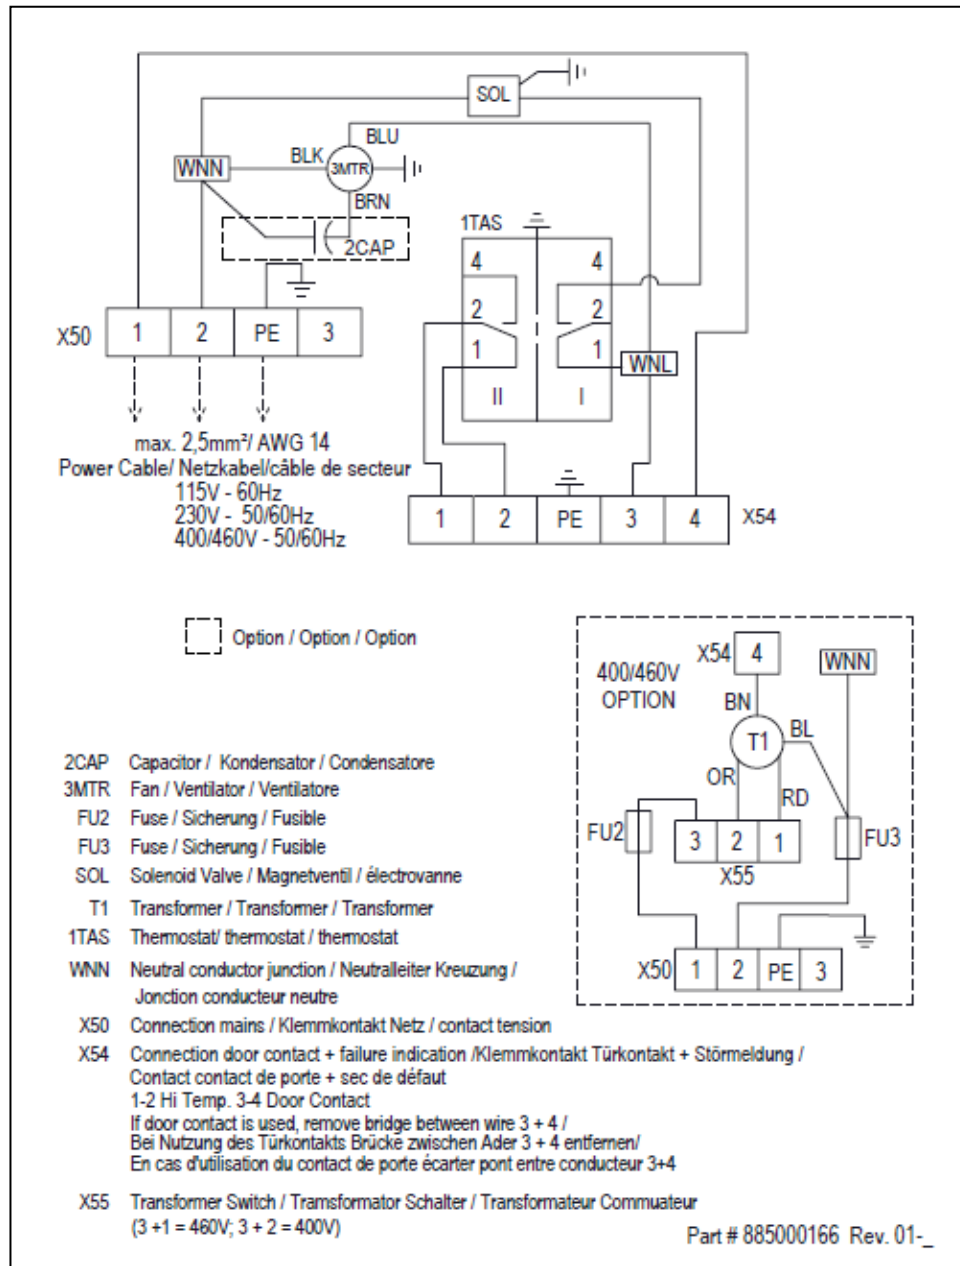 SOL
BLU
WNN
BLK
3MTR
BRN
2CAP
1TAS
4
4
2
2
1
1
WNL
II
I
X50
1
2
PE
3
max. 2,5mm²/ AWG 14
Power Cable/ Netzkabel/câble de secteur
115V - 60Hz
230V - 50/60Hz
400/460V - 50/60Hz
1
2
PE
3
4
X54
Option / Option / Option
400/460V
OPTION
X54
4
WNN
BN
T1
BL
OR
RD
FU2
3
2
1
X55
FU3
X50
1
2
PE
3
2CAP Capacitor / Kondensator / Condensatore
3MTR Fan / Ventilator / Ventilatore
FU2 Fuse / Sicherung / Fusible
FU3 Fuse / Sicherung / Fusible
SOL Solenoid Valve / Magnetventil / électrovanne
T1 Transformer / Transformer / Transformer
1TAS Thermostat/ thermostat / thermostat
WNN Neutral conductor junction / Neutralleiter Kreuzung /
Jonction conducteur neutre
X50 Connection mains / Klemmkontakt Netz / contact tension
X54 Connection door contact + failure indication /Klemmkontakt Türkontakt + Störmeldung /
Contact contact de porte + sec de défaut
1-2 Hi Temp. 3-4 Door Contact
If door contact is used, remove bridge between wire 3 + 4 /
Bei Nutzung des Türkontakts Brücke zwischen Ader 3 + 4 entfernen/
En cas d'utilisation du contact de porte écarter pont entre conducteur 3+4
X55 Transformer Switch / Tramsformator Schalter / Transformateur Commuateur
(3 +1 = 460V; 3 + 2 = 400V)
Part # 885000166 Rev. 01-_